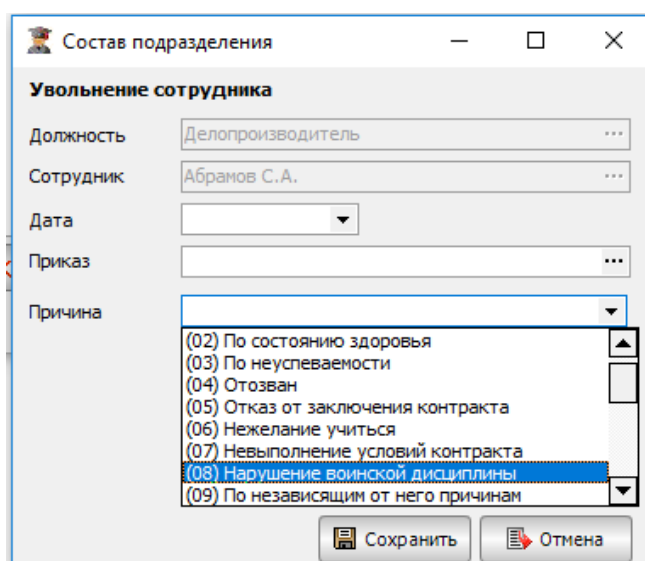 Состав подразделения
Увольнение сотрудника
Должность Делопроизводитель ...
Сотрудник Абрамов С.А. ...
Дата
Приказ ...
Причина
(02) По состоянию здоровья
(03) По неуспеваемости
(04) Отозван
(05) Отказ от заключения контракта
(06) Нежелание учиться
(07) Невыполнение условий контракта
(08) Нарушение воинской дисциплины
(09) По независящим от него причинам
Сохранить Отмена